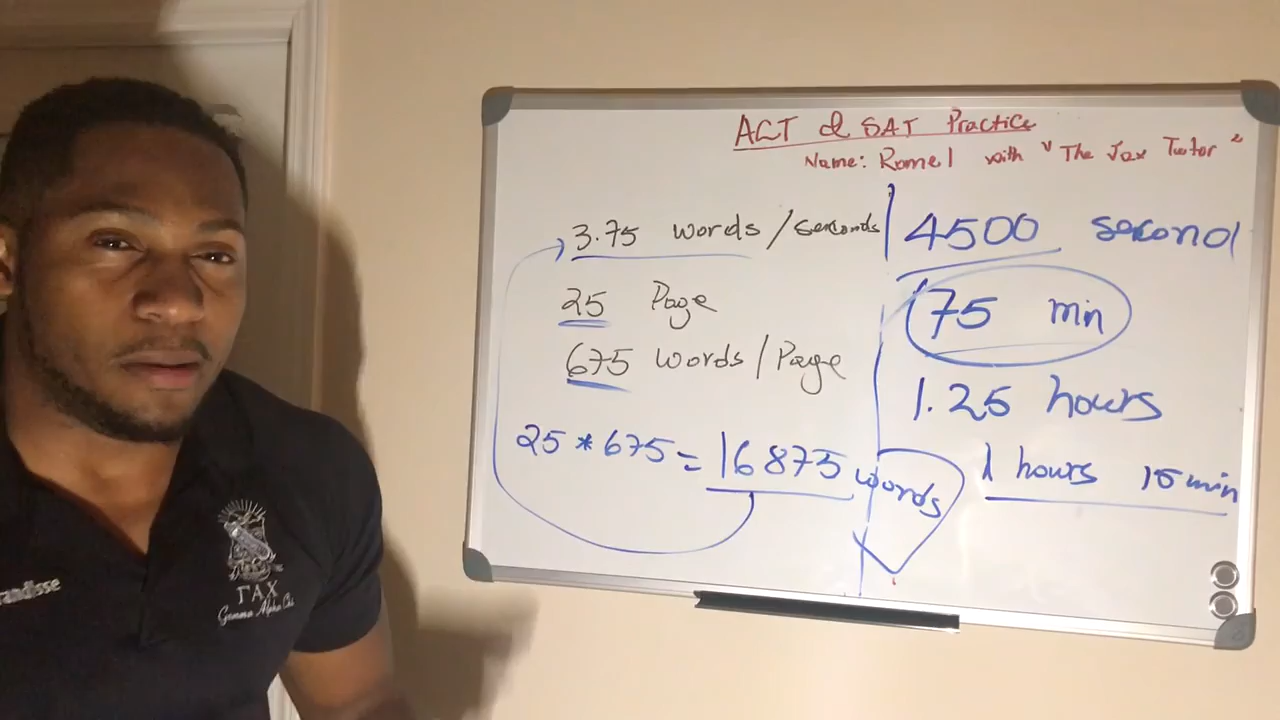 ACT & SAT Practice
Name: Romel with "The Jax Tutor"
3.75 words/seconds
25 Page
675 words/Page
25 * 675 = 16875 words
4500 second
75 min
1.25 hours
1 hours 15 min
ΓΑΧ
Gamma Alpha Chi